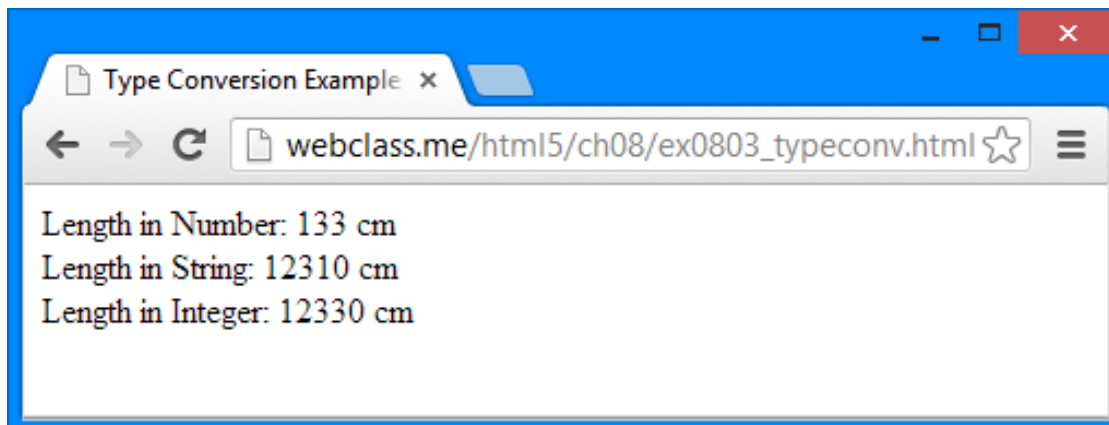 Type Conversion Example
webclass.me/html5/ch08/ex0803_typeconv.html
Length in Number: 133 cm
Length in String: 12310 cm
Length in Integer: 12330 cm